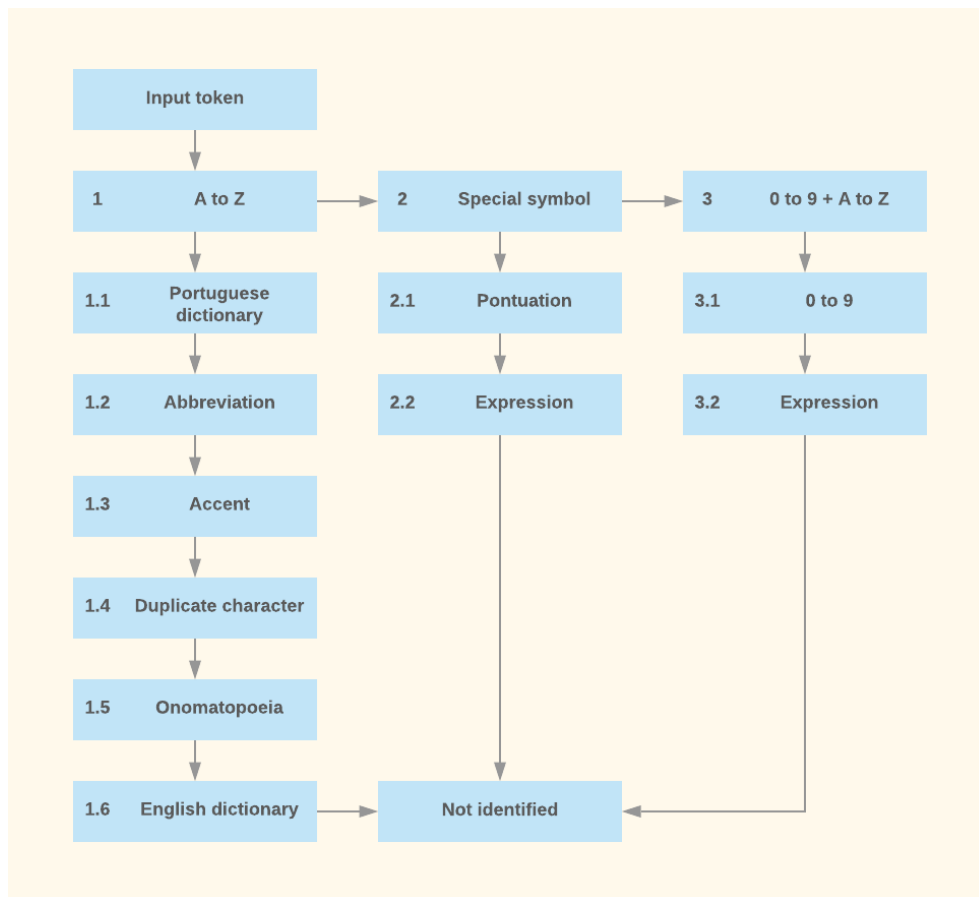 Input token
1 A to Z
2 Special symbol
3 0 to 9 + A to Z
1.1 Portuguese
dictionary
2.1 Pontuation
3.1 0 to 9
1.2 Abbreviation
2.2 Expression
3.2 Expression
1.3 Accent
1.4 Duplicate character
1.5 Onomatopoeia
1.6 English dictionary
Not identified